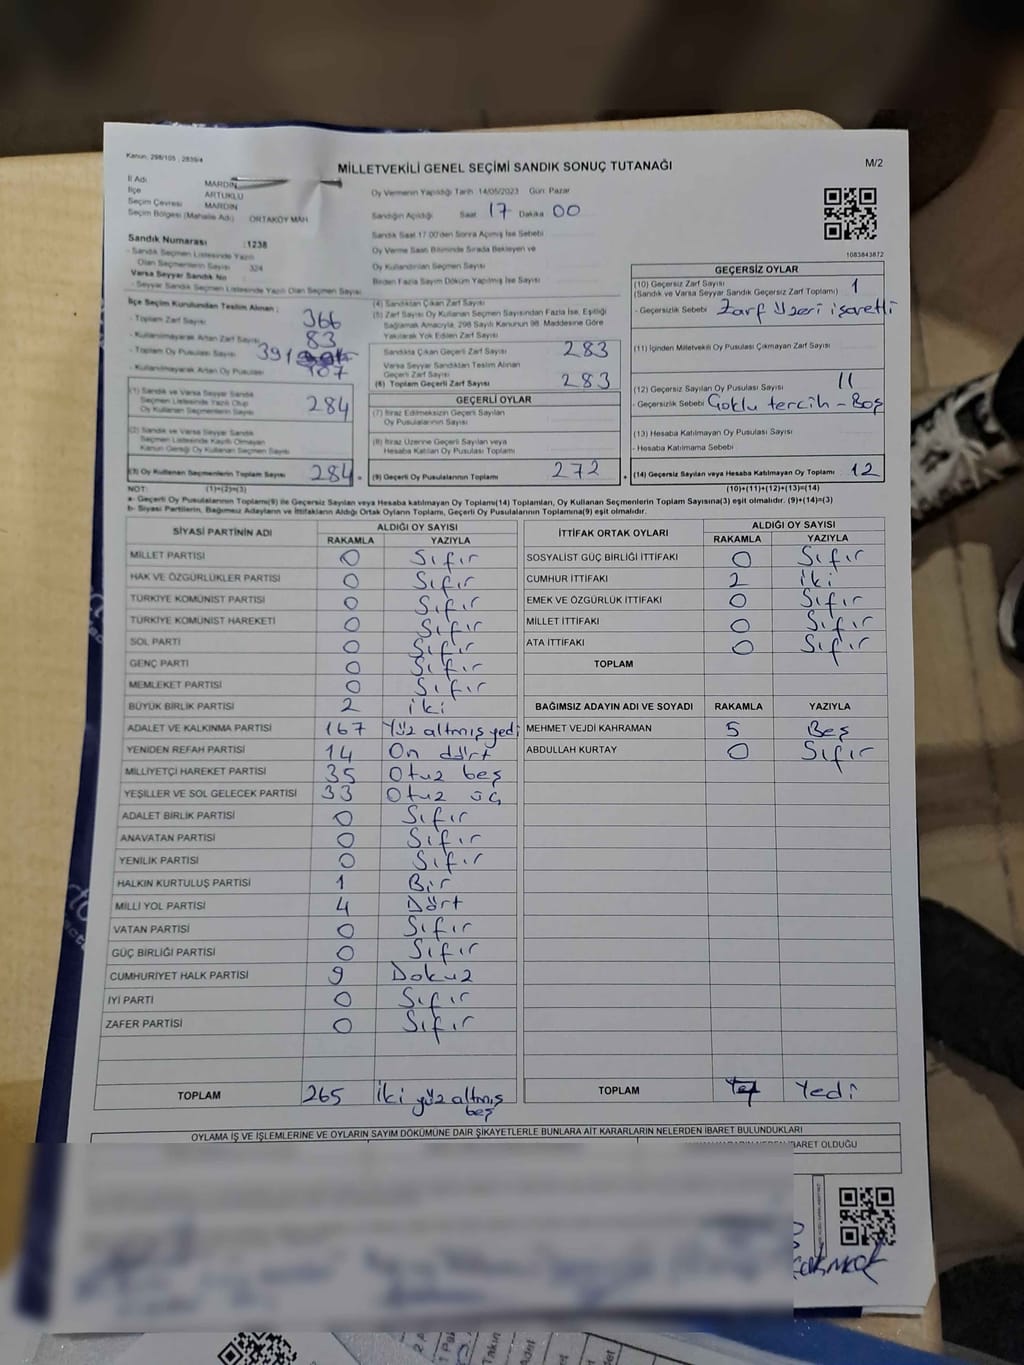 Kanun, 298/105 , 2839/4
MİLLETVEKİLİ GENEL SEÇİMİ SANDIK SONUÇ TUTANAĞI
M/2
İl Adı MARDİN
İlçe ARTUKLU
Seçim Çevresi MARDİN
Seçim Bölgesi (Mahalle Adı) ORTAKÖY MAH
Sandık Numarası :1238
- Sandık Seçmen Listesinde Yazılı
Olan Seçmenlerin Sayısı 324
Varsa Seyyar Sandık No
- Seyyar Sandık Seçmen Listesinde Yazılı Olan Seçmen Sayısı
İlçe Seçim Kurulundan Teslim Alınan ;
- Toplam Zarf Sayısı 366
- Kullanılmayarak Artan Zarf Sayısı 83
- Toplam Oy Pusulası Sayısı 391
- Kullanılmayarak Artan Oy Pusulası 107
(1) Sandık ve Varsa Seyyar Sandık
Seçmen Listesinde Yazılı Olup
Oy Kullanan Seçmenlerin Sayısı 284
(2) Sandık ve Varsa Seyyar Sandık
Seçmen Listesinde Kayıtlı Olmayan
Kanun Gereği Oy Kullanan Seçmen Sayısı
(3) Oy Kullanan Seçmenlerin Toplam Sayısı 284
Oy Vermenin Yapıldığı Tarih 14/05/2023 Gün: Pazar
Sandığın Açıldığı Saat 17 Dakika 00
Sandık Saat 17.00'den Sonra Açılmış İse Sebebi
Oy Verme Saati Bitiminde Sırada Bekleyen ve
Oy Kullandırılan Seçmen Sayısı
Birden Fazla Sayım Döküm Yapılmış İse Sayısı
(4) Sandıktan Çıkan Zarf Sayısı
(5) Zarf Sayısı Oy Kullanan Seçmen Sayısından Fazla İse, Eşitliği
Sağlamak Amacıyla, 298 Sayılı Kanunun 98. Maddesine Göre
Yakılarak Yok Edilen Zarf Sayısı
Sandıkta Çıkan Geçerli Zarf Sayısı 283
Varsa Seyyar Sandıktan Teslim Alınan
Geçerli Zarf Sayısı
(6) Toplam Geçerli Zarf Sayısı 283
GEÇERLİ OYLAR
(7) İtiraz Edilmeksizin Geçerli Sayılan
Oy Pusulalarının Sayısı
(8) İtiraz Üzerine Geçerli Sayılan veya
Hesaba Katılan Oy Pusulası Toplamı
(9) Geçerli Oy Pusulalarının Toplamı 272
1083843872
GEÇERSİZ OYLAR
(10) Geçersiz Zarf Sayısı 1
(Sandık ve Varsa Seyyar Sandık Geçersiz Zarf Toplamı)
- Geçersizlik Sebebi Zarf üzeri işaretli
(11) İçinden Milletvekili Oy Pusulası Çıkmayan Zarf Sayısı
(12) Geçersiz Sayılan Oy Pusulası Sayısı 11
- Geçersizlik Sebebi Çoklu tercih - Boş
(13) Hesaba Katılmayan Oy Pusulası Sayısı
- Hesaba Katılmama Sebebi
(14) Geçersiz Sayılan veya Hesaba Katılmayan Oy Toplamı 12
NOT: (1)+(2)=(3) (10)+(11)+(12)+(13)=(14)
a- Geçerli Oy Pusulalarının Toplamı(9) ile Geçersiz Sayılan veya Hesaba katılmayan Oy Toplamı(14) Toplamları, Oy Kullanan Seçmenlerin Toplam Sayısına(3) eşit olmalıdır. (9)+(14)=(3)
b- Siyasi Partilerin, Bağımsız Adayların ve İttifakların Aldığı Ortak Oyların Toplamı, Geçerli Oy Pusulalarının Toplamına(9) eşit olmalıdır.
SİYASİ PARTİNİN ADI ALDIĞI OY SAYISI
RAKAMLA YAZIYLA
MİLLET PARTİSİ 0 Sıfır
HAK VE ÖZGÜRLÜKLER PARTİSİ 0 Sıfır
TÜRKİYE KOMÜNİST PARTİSİ 0 Sıfır
TÜRKİYE KOMÜNİST HAREKETİ 0 Sıfır
SOL PARTİ 0 Sıfır
GENÇ PARTİ 0 Sıfır
MEMLEKET PARTİSİ 0 Sıfır
BÜYÜK BİRLİK PARTİSİ 2 iki
ADALET VE KALKINMA PARTİSİ 167 Yüz altmış yedi
YENİDEN REFAH PARTİSİ 14 On dört
MİLLİYETÇİ HAREKET PARTİSİ 35 Otuz beş
YEŞİLLER VE SOL GELECEK PARTİSİ 33 Otuz üç
ADALET BİRLİK PARTİSİ 0 Sıfır
ANAVATAN PARTİSİ 0 Sıfır
YENİLİK PARTİSİ 0 Sıfır
HALKIN KURTULUŞ PARTİSİ 1 Bir
MİLLİ YOL PARTİSİ 4 Dört
VATAN PARTİSİ 0 Sıfır
GÜÇ BİRLİĞİ PARTİSİ 0 Sıfır
CUMHURİYET HALK PARTİSİ 9 Dokuz
İYİ PARTİ 0 Sıfır
ZAFER PARTİSİ 0 Sıfır
TOPLAM 265 iki yüz altmış beş
İTTİFAK ORTAK OYLARI ALDIĞI OY SAYISI
RAKAMLA YAZIYLA
SOSYALİST GÜÇ BİRLİĞİ İTTİFAKI 0 Sıfır
CUMHUR İTTİFAKI 2 iki
EMEK VE ÖZGÜRLÜK İTTİFAKI 0 Sıfır
MİLLET İTTİFAKI 0 Sıfır
ATA İTTİFAKI 0 Sıfır
TOPLAM
BAĞIMSIZ ADAYIN ADI VE SOYADI RAKAMLA YAZIYLA
MEHMET VEJDİ KAHRAMAN 5 Beş
ABDULLAH KURTAY 0 Sıfır
TOPLAM Yedi
OYLAMA İŞ VE İŞLEMLERİNE VE OYLARIN SAYIM DÖKÜMÜNE DAİR ŞİKAYETLERLE BUNLARA AİT KARARLARIN NELERDEN İBARET BULUNDUKLARI
İBARET OLDUĞU